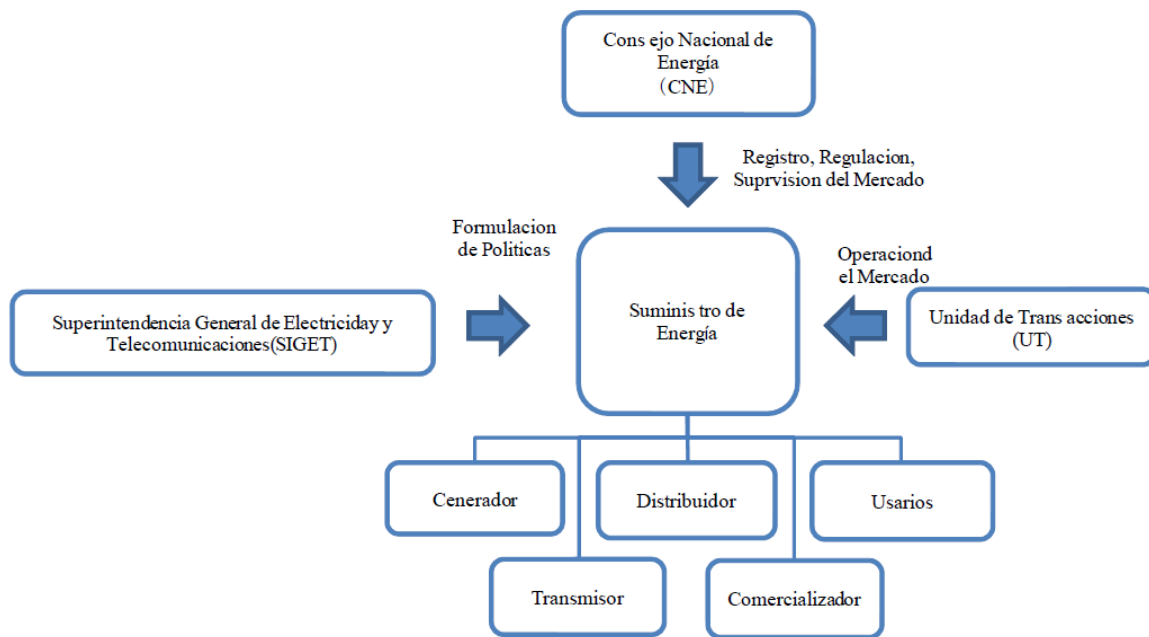 Cons ejo Nacional de
Energía
(CNE)
Registro, Regulacion,
Suprvision del Mercado
Formulacion
de Politicas
Operaciond
el Mercado
Superintendencia General de Electriciday y
Telecomunicaciones(SIGET)
Suminis tro de
Energía
Unidad de Trans acciones
(UT)
Cenerador
Distribuidor
Usarios
Transmisor
Comercializador